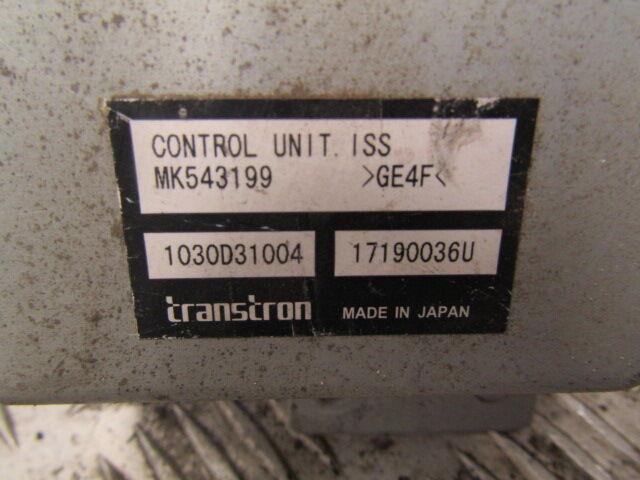 CONTROL UNIT. ISS
MK543199 >GE4F<
1030D31004 17190036U
transtron MADE IN JAPAN